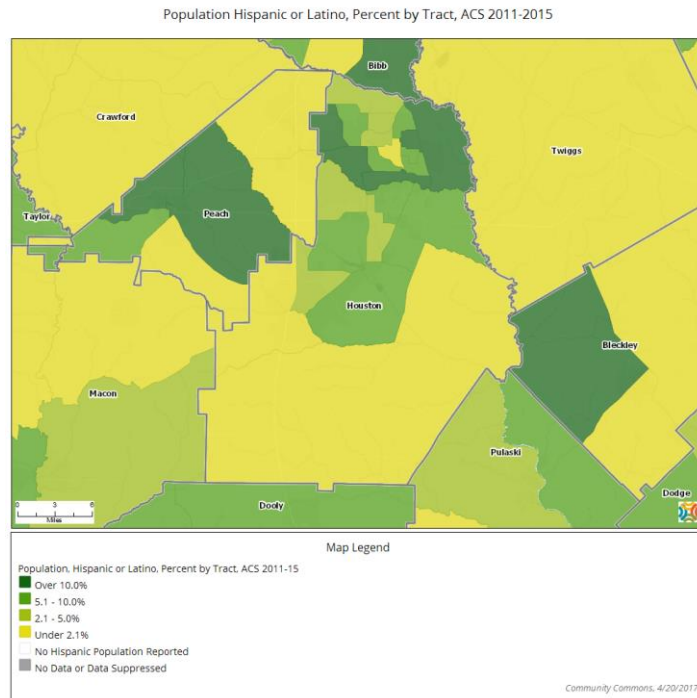 Population Hispanic or Latino, Percent by Tract, ACS 2011-2015
Bibb
Crawford
Twiggs
Taylor
Peach
Houston
Bleckley
Macon
Pulaski
Dodge
Dooly
0 3 6
Miles
Map Legend
Population, Hispanic or Latino, Percent by Tract, ACS 2011-15
Over 10.0%
5.1 - 10.0%
2.1 - 5.0%
Under 2.1%
No Hispanic Population Reported
No Data or Data Suppressed
Community Commons, 4/20/2017